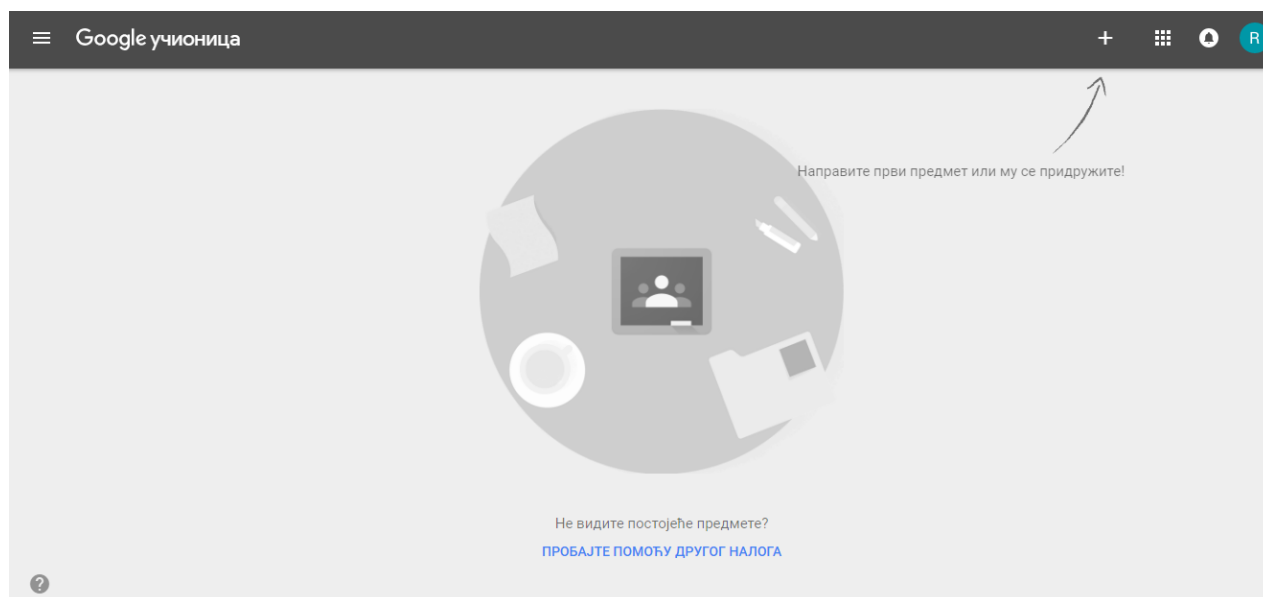 Google учионица
R
Направите први предмет или му се придружите!
Не видите постојеће предмете?
ПРОБАЈТЕ ПОМОЋУ ДРУГОГ НАЛОГА
?